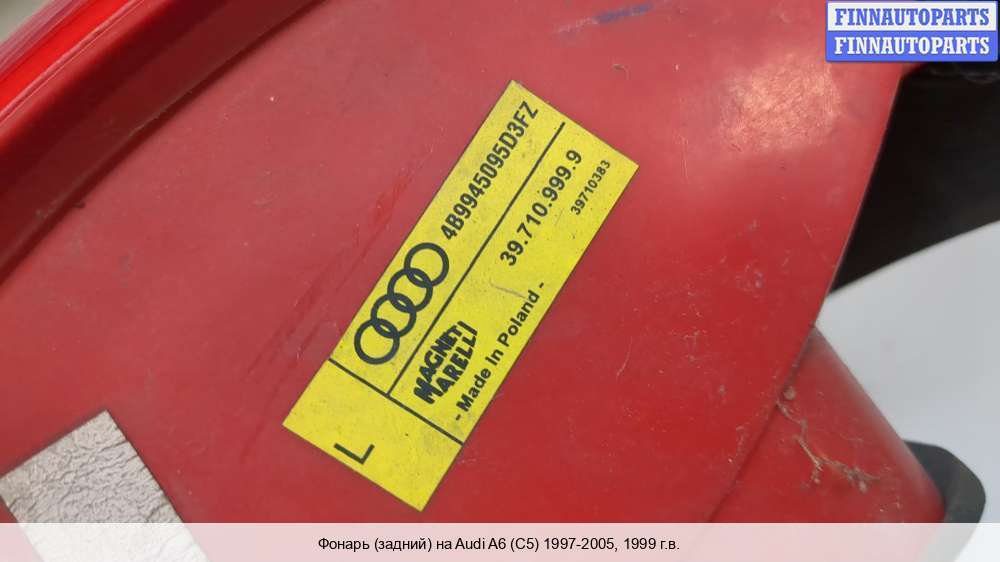 FINNAUTOPARTS
FINNAUTOPARTS
4B9945095D3FZ
39.710.999.9
39710383
MAGNETI
MARELLI
- Made In Poland -
L
Фонарь (задний) на Audi A6 (C5) 1997-2005, 1999 г.в.